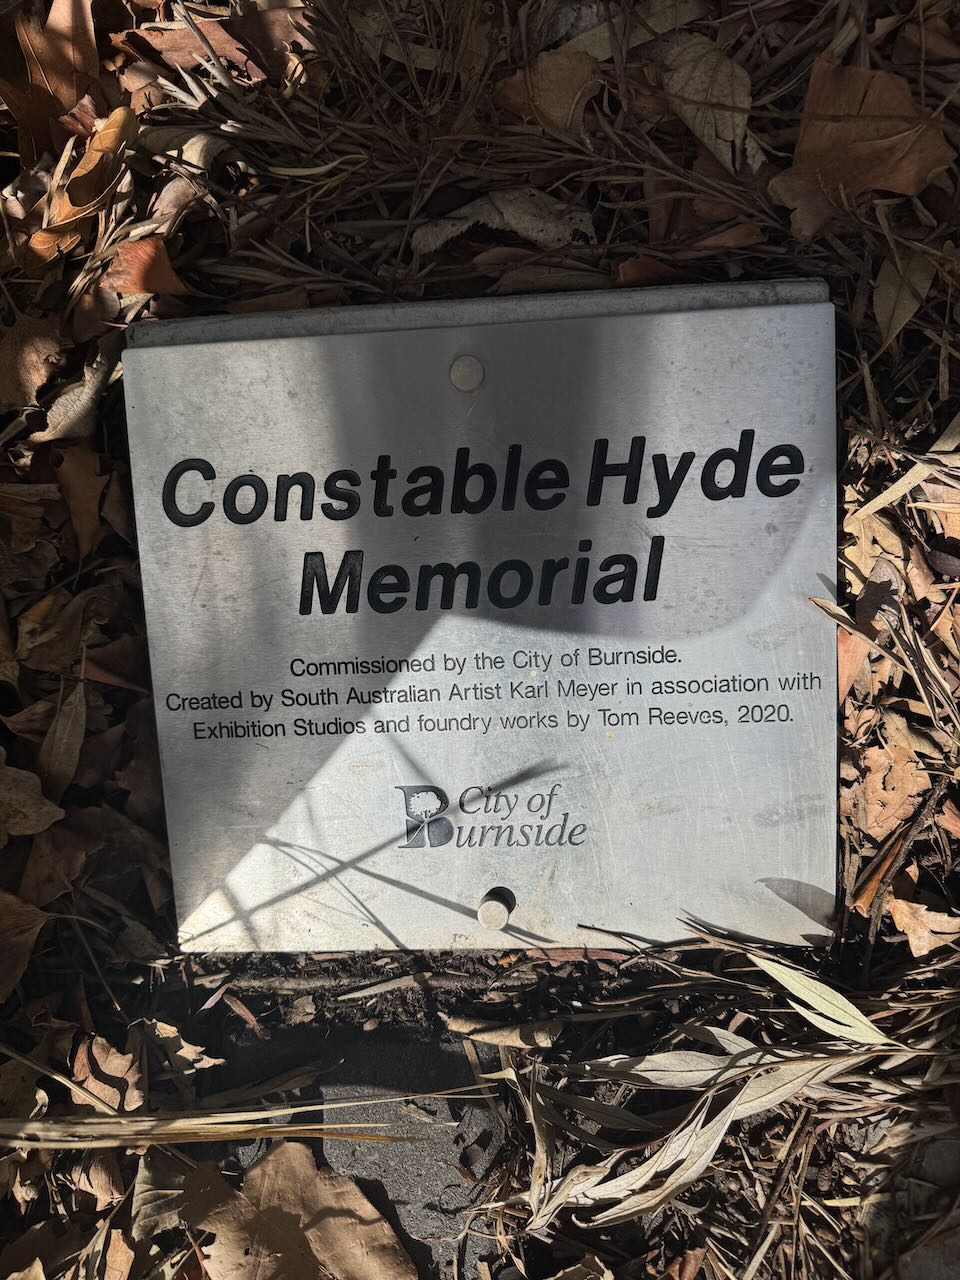 Constable Hyde
Memorial
Commissioned by the City of Burnside.
Created by South Australian Artist Karl Meyer in association with
Exhibition Studios and foundry works by Tom Reeves, 2020.
City of
Burnside